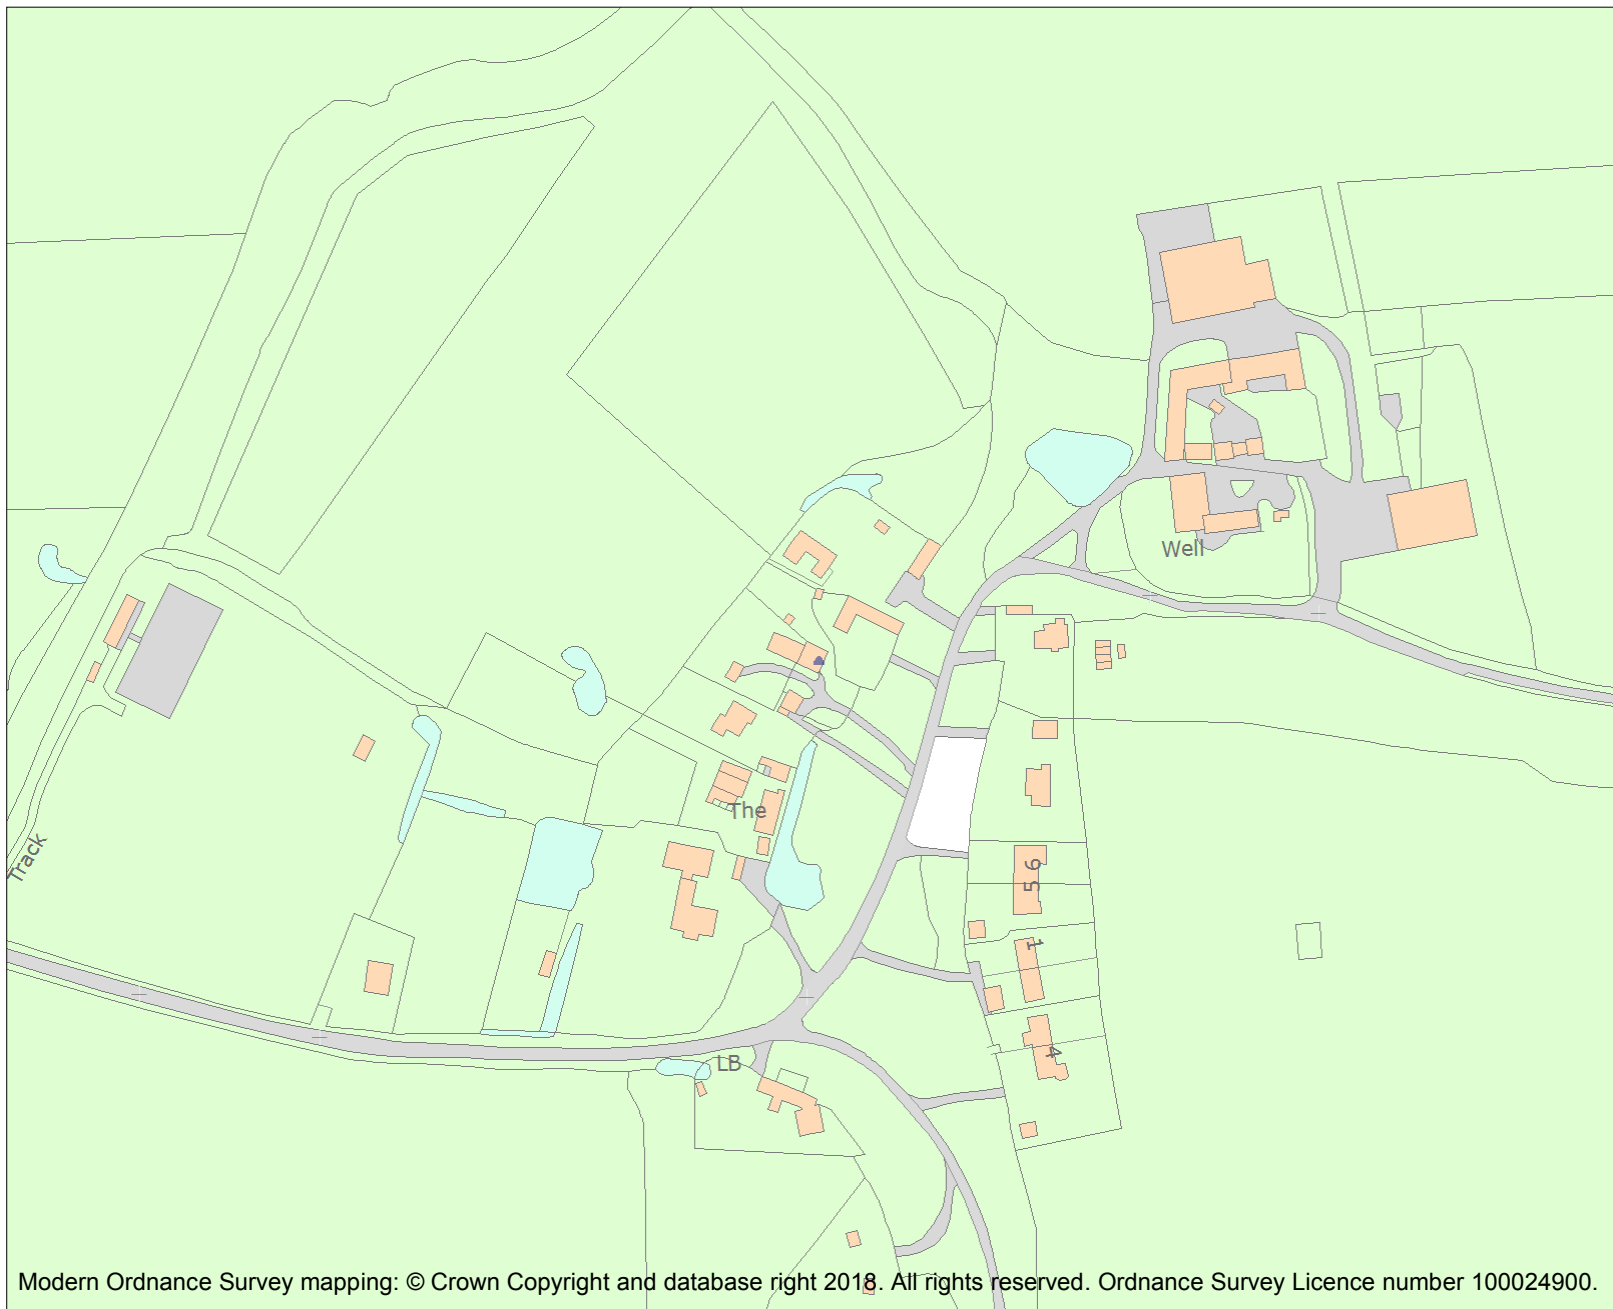 Well
The
Track
5 6
1
4
LB
Modern Ordnance Survey mapping: © Crown Copyright and database right 2018. All rights reserved. Ordnance Survey Licence number 100024900.